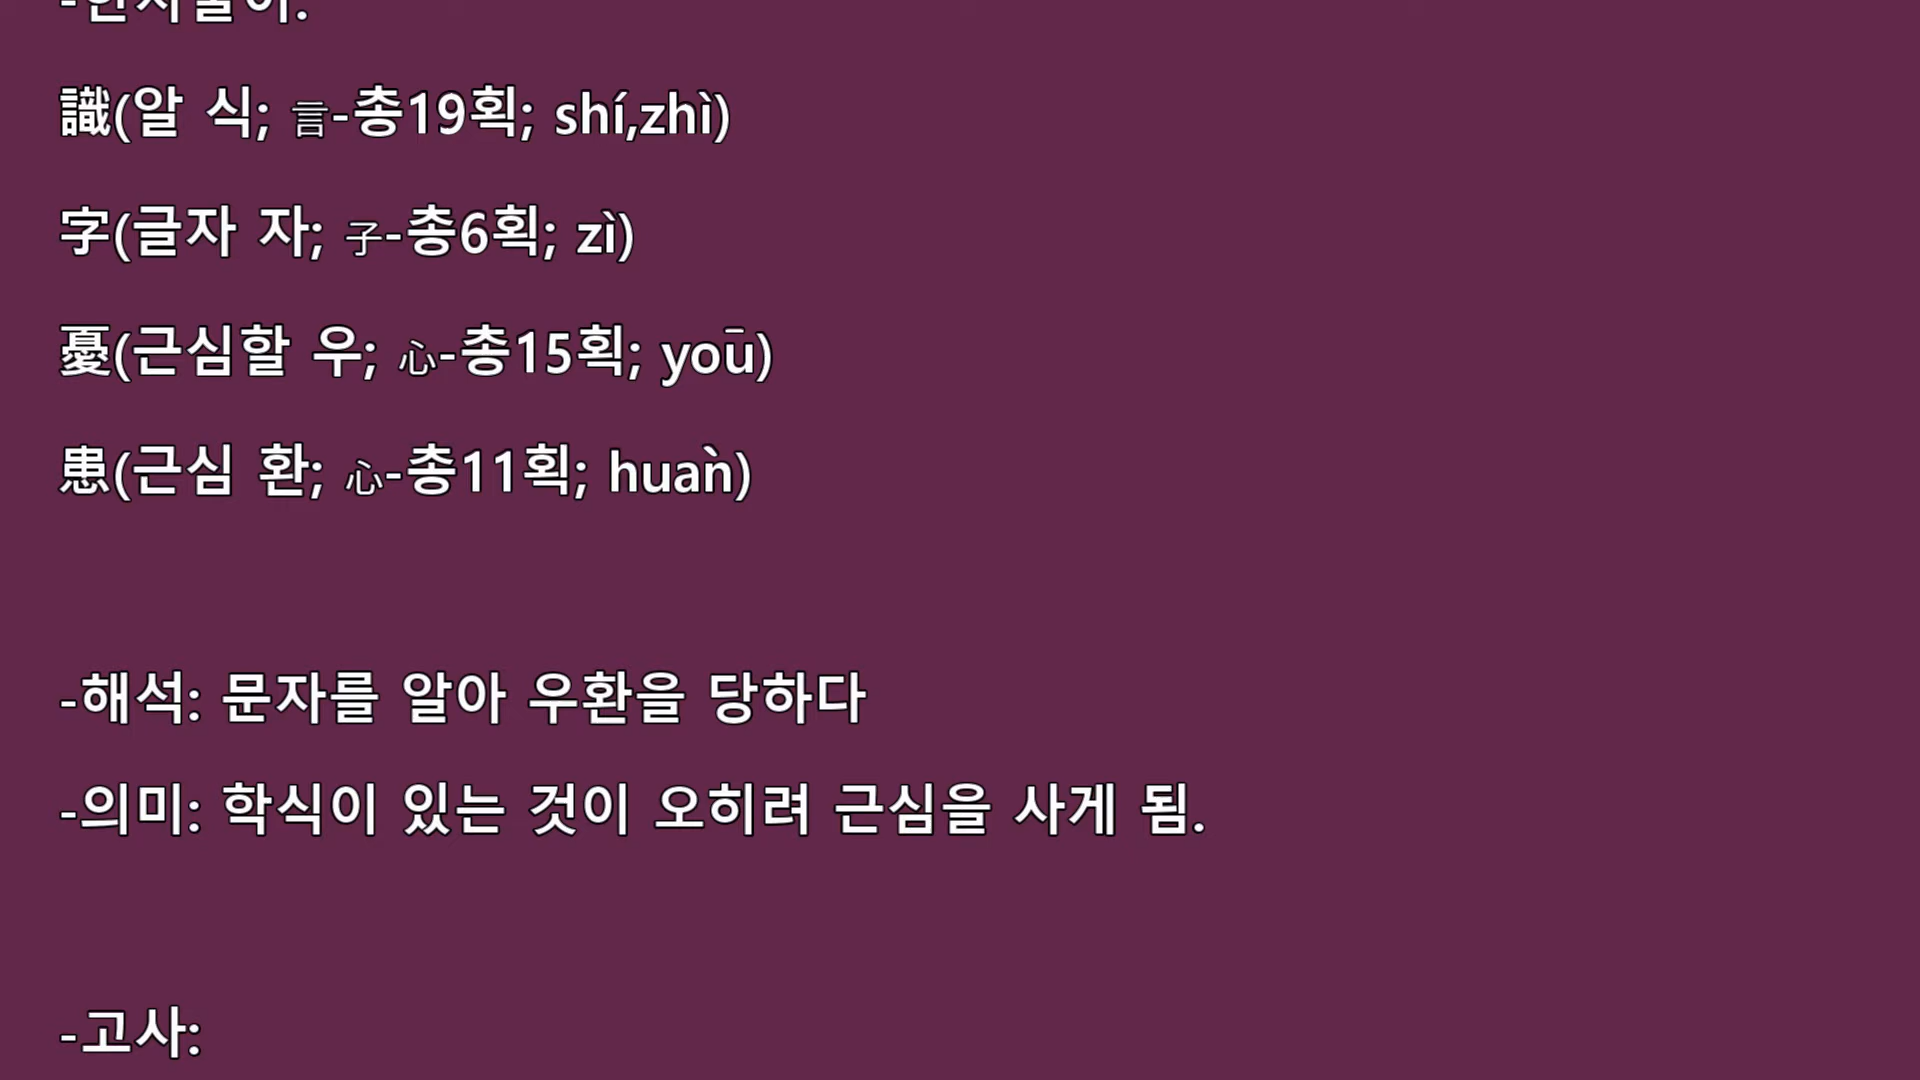 識(알 식; 言-총19획; shí,zhì)
字(글자 자; 子-총6획; zì)
憂(근심할 우; 心-총15획; yoū)
患(근심 환; 心-총11획; huaǹ)
-해석: 문자를 알아 우환을 당하다
-의미: 학식이 있는 것이 오히려 근심을 사게 됨.
-고사: